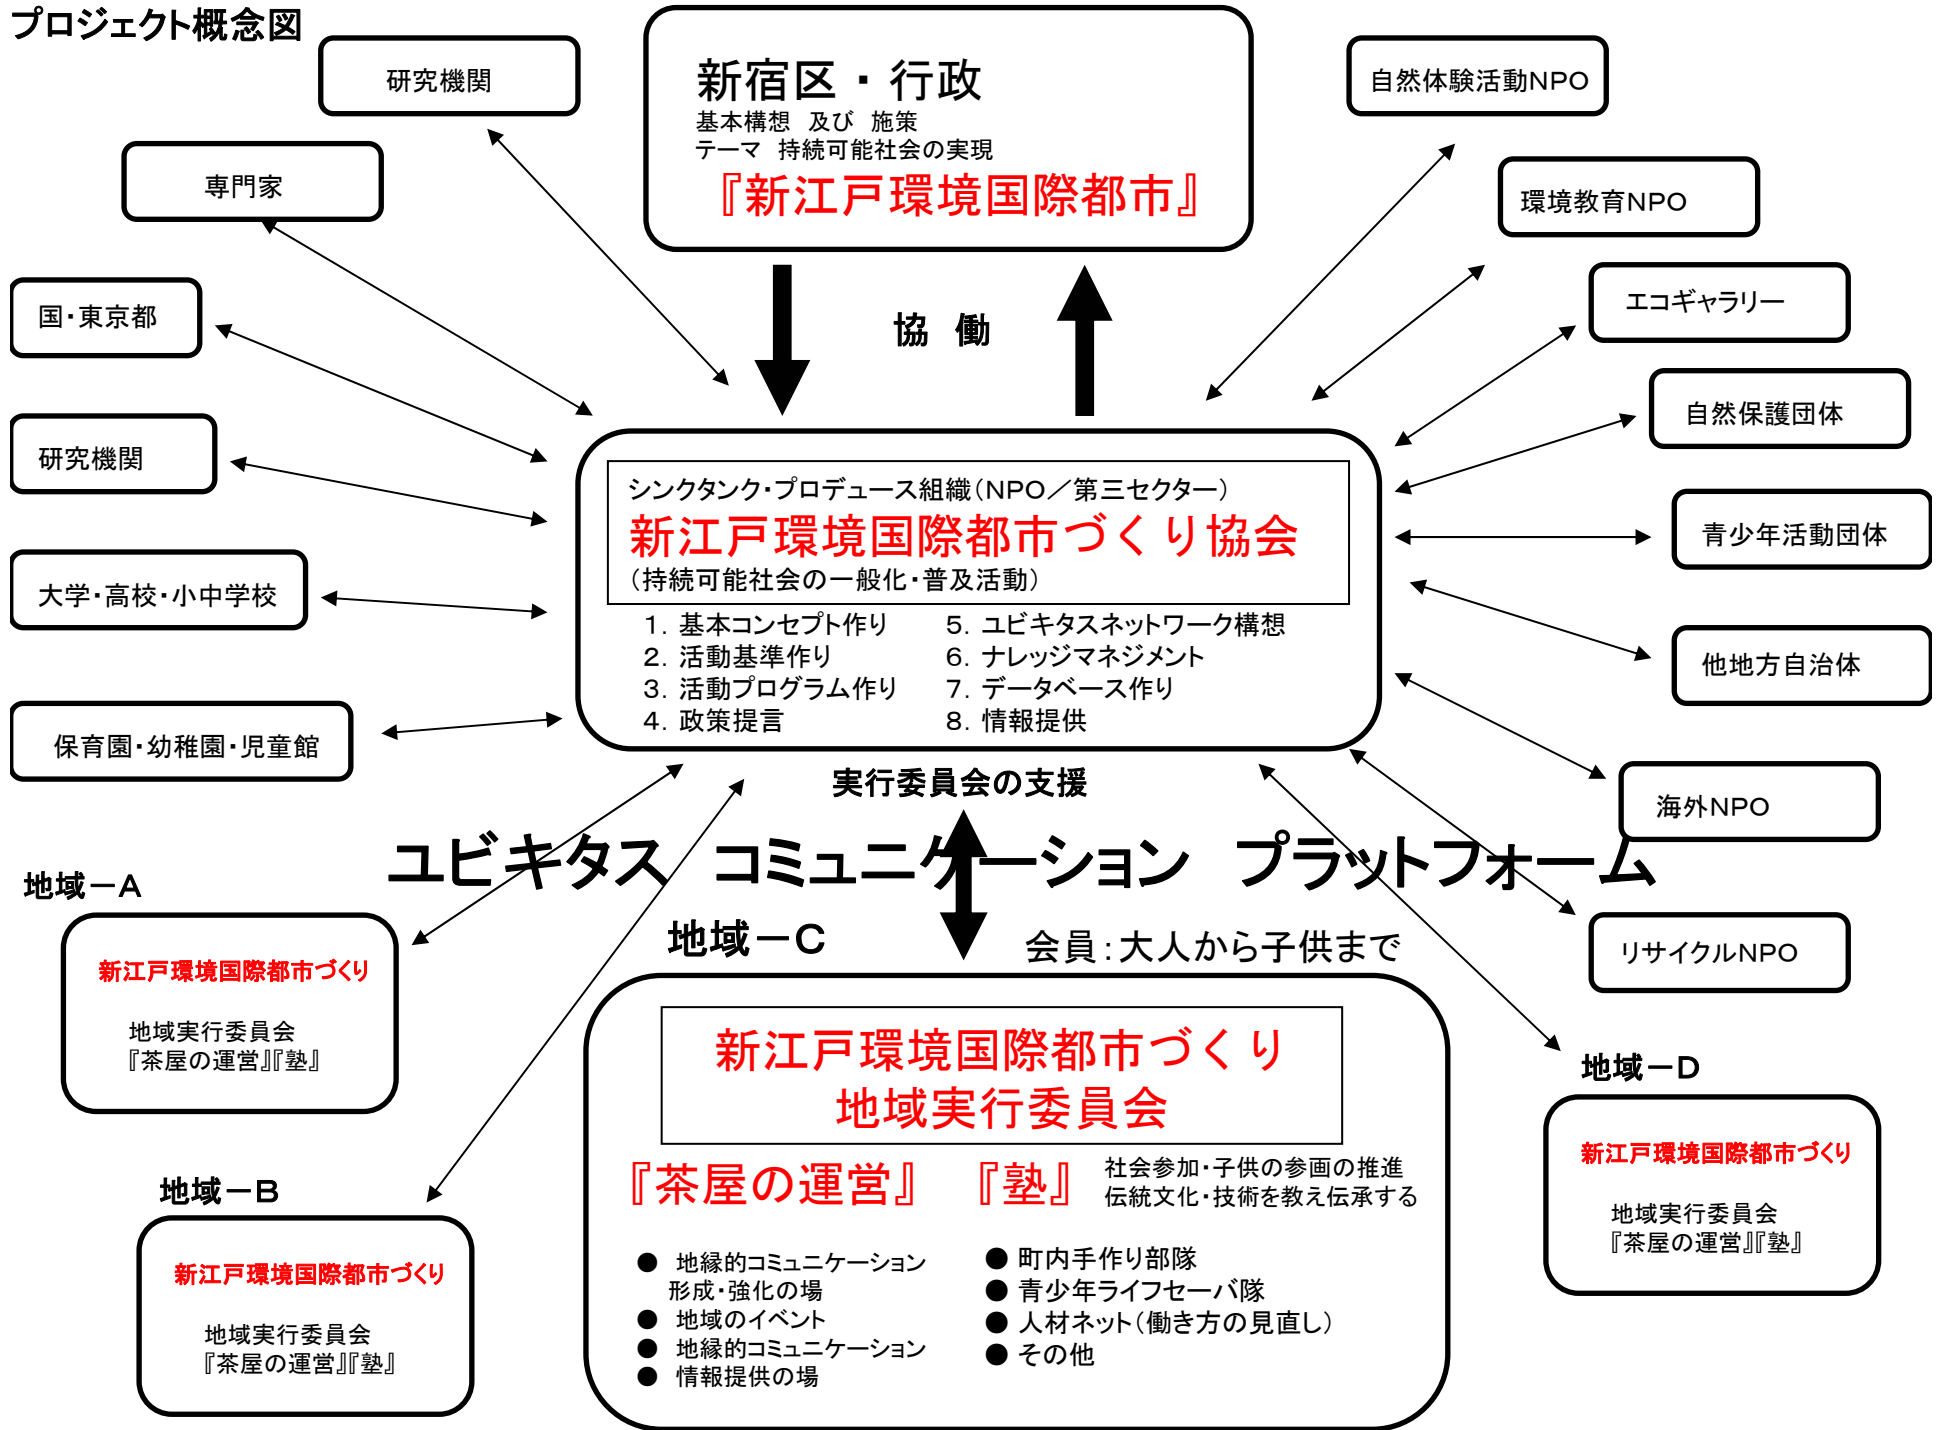 プロジェクト概念図
研究機関
新宿区・行政
基本構想 及び 施策
テーマ 持続可能社会の実現
『新江戸環境国際都市』
自然体験活動NPO
専門家
環境教育NPO
国・東京都
協 働
エコギャラリー
自然保護団体
研究機関
シンクタンク・プロデュース組織(NPO/第三セクター)
新江戸環境国際都市づくり協会
(持続可能社会の一般化・普及活動)
1. 基本コンセプト作り
2. 活動基準作り
3. 活動プログラム作り
4. 政策提言
5. ユビキタスネットワーク構想
6. ナレッジマネジメント
7. データベース作り
8. 情報提供
青少年活動団体
大学・高校・小中学校
他地方自治体
保育園・幼稚園・児童館
実行委員会の支援
海外NPO
ユビキタス コミュニケーション プラットフォーム
地域-A
新江戸環境国際都市づくり
地域実行委員会
『茶屋の運営』『塾』
地域-C
会員:大人から子供まで
リサイクルNPO
新江戸環境国際都市づくり
地域実行委員会
『茶屋の運営』 『塾』
社会参加・子供の参画の推進
伝統文化・技術を教え伝承する
● 地縁的コミュニケーション
形成・強化の場
● 地域のイベント
● 地縁的コミュニケーション
● 情報提供の場
● 町内手作り部隊
● 青少年ライフセーバ隊
● 人材ネット(働き方の見直し)
● その他
地域-D
新江戸環境国際都市づくり
地域実行委員会
『茶屋の運営』『塾』
地域-B
新江戸環境国際都市づくり
地域実行委員会
『茶屋の運営』『塾』